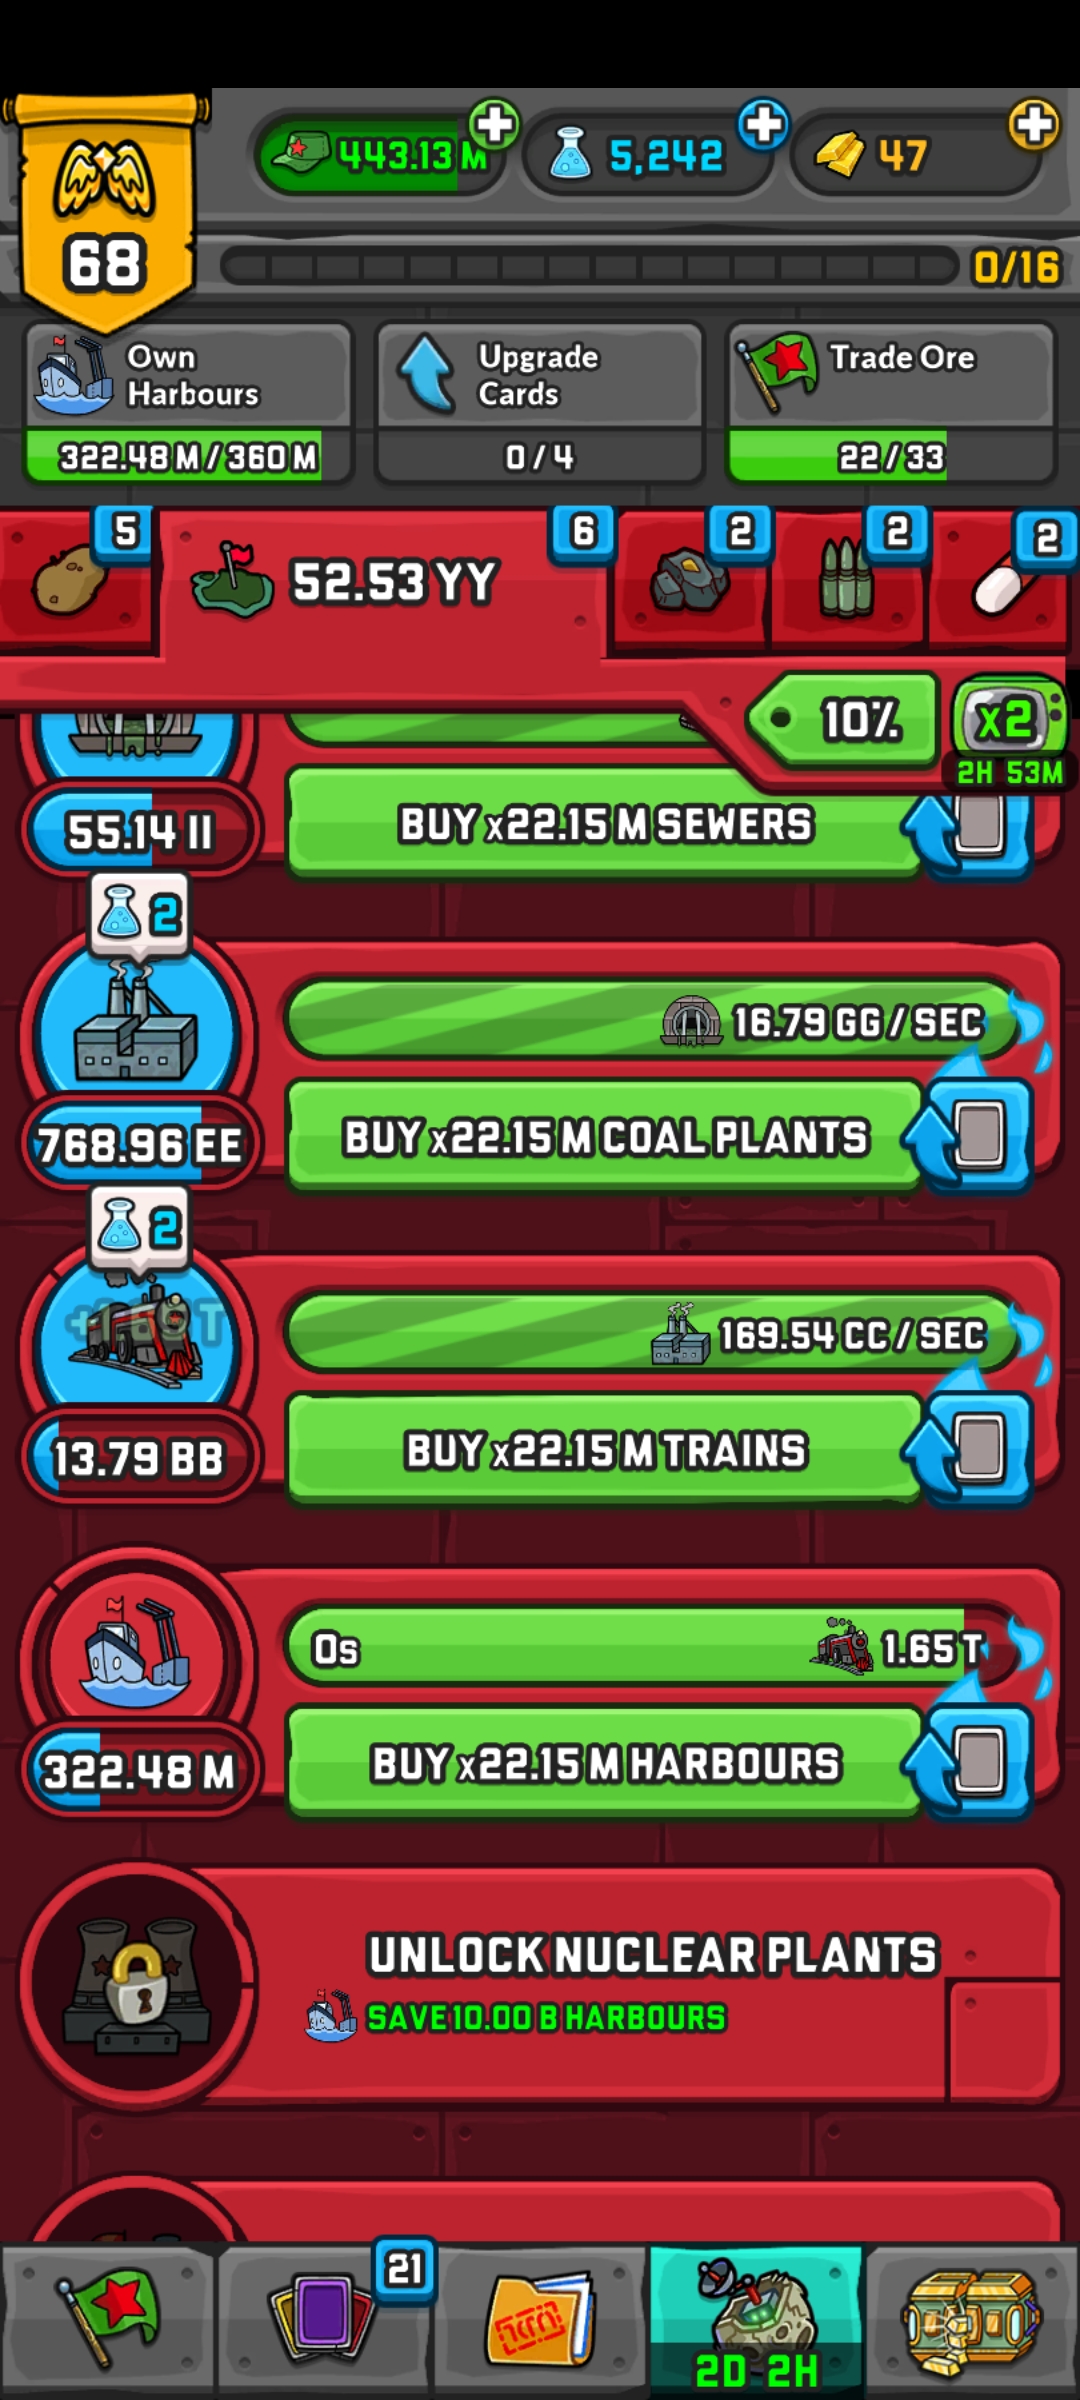 443.13 M
5,242
47
68
0/16
Own
Harbours
322.48 M / 360 M
Upgrade
Cards
0 / 4
Trade Ore
22 / 33
5
52.53 YY
6
2
2
2
10%
x2
2H 53M
55.14 II
BUY x22.15 M SEWERS
2
16.79 GG / SEC
768.96 EE
BUY x22.15 M COAL PLANTS
2
169.54 CC / SEC
13.79 BB
BUY x22.15 M TRAINS
0s
1.65 T
322.48 M
BUY x22.15 M HARBOURS
UNLOCK NUCLEAR PLANTS
SAVE 10.00 B HARBOURS
21
2D 2H